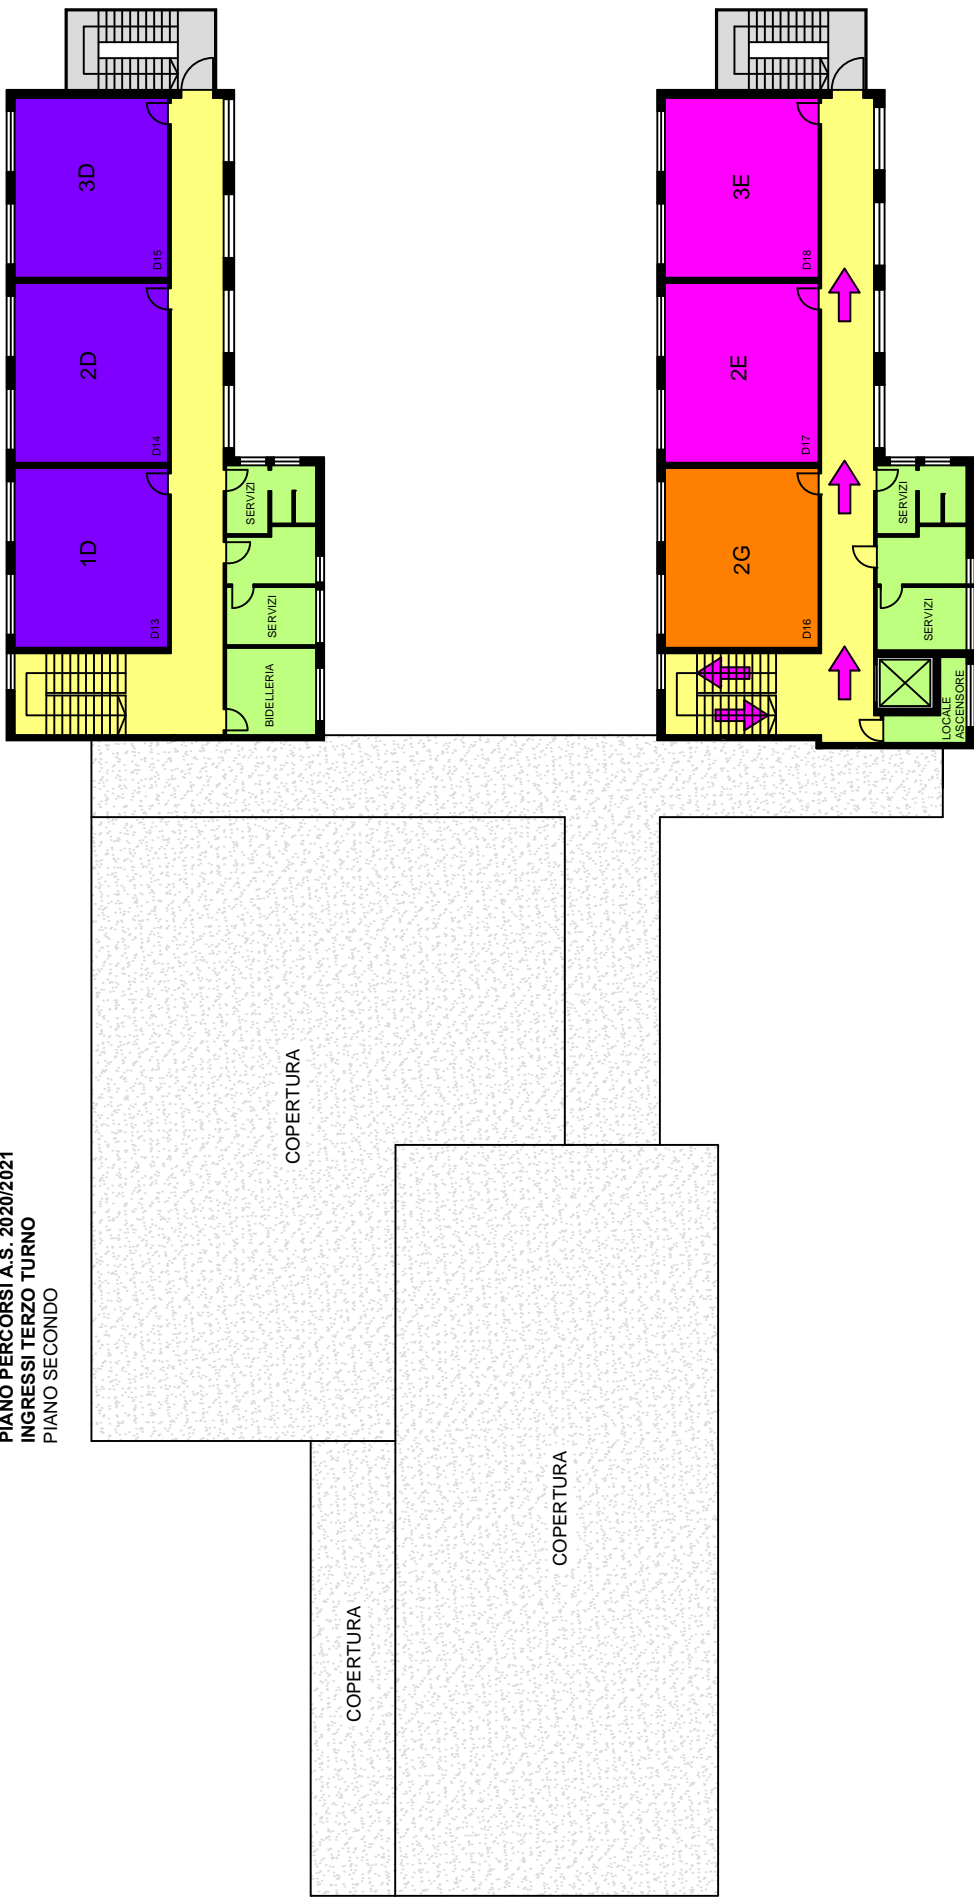 PIANO PERCORSI A.S. 2020/2021
INGRESSI TERZO TURNO
PIANO SECONDO
1D
D13
2D
D14
3D
D15
BIDELLERIA
SERVIZI
SERVIZI
2G
D16
2E
D17
3E
D18
LOCALE
ASCENSORE
SERVIZI
SERVIZI
COPERTURA
COPERTURA
COPERTURA